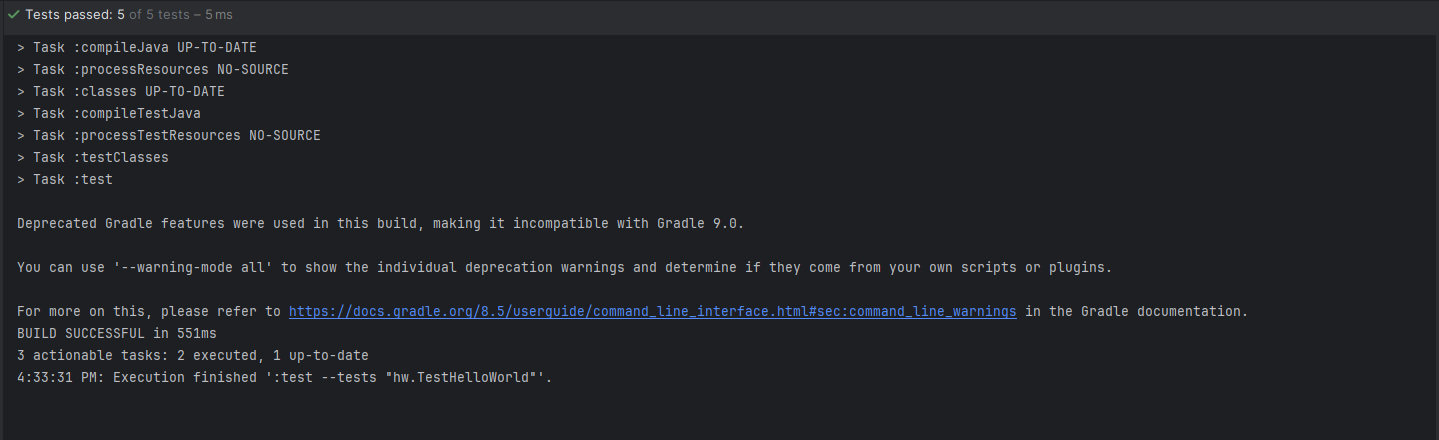 Tests passed: 5 of 5 tests – 5 ms
> Task :compileJava UP-TO-DATE
> Task :processResources NO-SOURCE
> Task :classes UP-TO-DATE
> Task :compileTestJava
> Task :processTestResources NO-SOURCE
> Task :testClasses
> Task :test
Deprecated Gradle features were used in this build, making it incompatible with Gradle 9.0.
You can use '--warning-mode all' to show the individual deprecation warnings and determine if they come from your own scripts or plugins.
For more on this, please refer to https://docs.gradle.org/8.5/userguide/command_line_interface.html#sec:command_line_warnings in the Gradle documentation.
BUILD SUCCESSFUL in 551ms
3 actionable tasks: 2 executed, 1 up-to-date
4:33:31 PM: Execution finished ':test --tests "hw.TestHelloWorld"'.